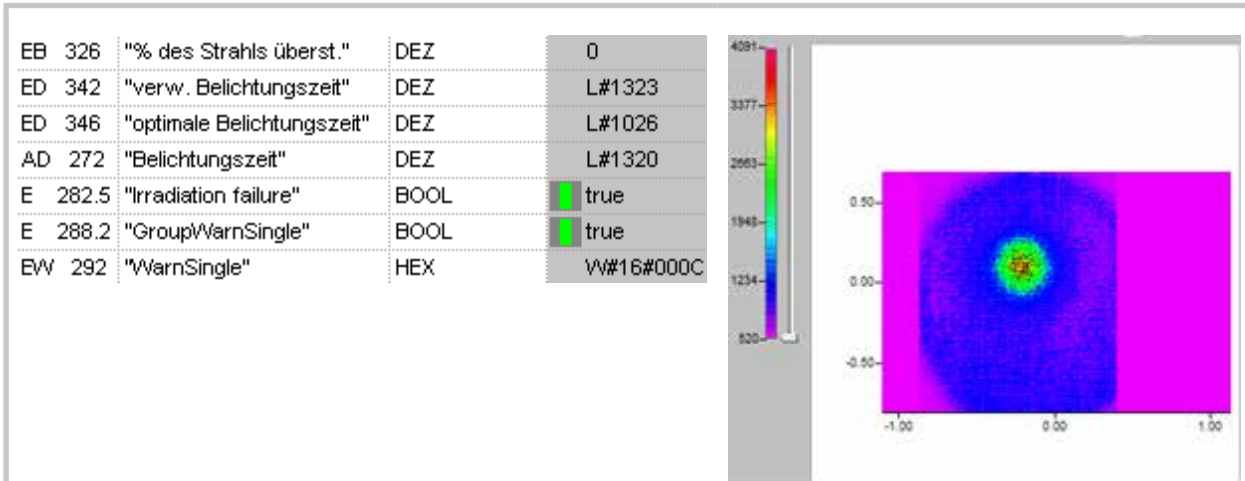 EB 326 "% des Strahls überst." DEZ 0
ED 342 "verw. Belichtungszeit" DEZ L#1323
ED 346 "optimale Belichtungszeit" DEZ L#1026
AD 272 "Belichtungszeit" DEZ L#1320
E 282.5 "Irradiation failure" BOOL true
E 288.2 "GroupWarnSingle" BOOL true
EW 292 "WarnSingle" HEX W#16#000C
4091
3377
2663
1948
1234
520
0.50
0.00
-0.50
-1.00 0.00 1.00